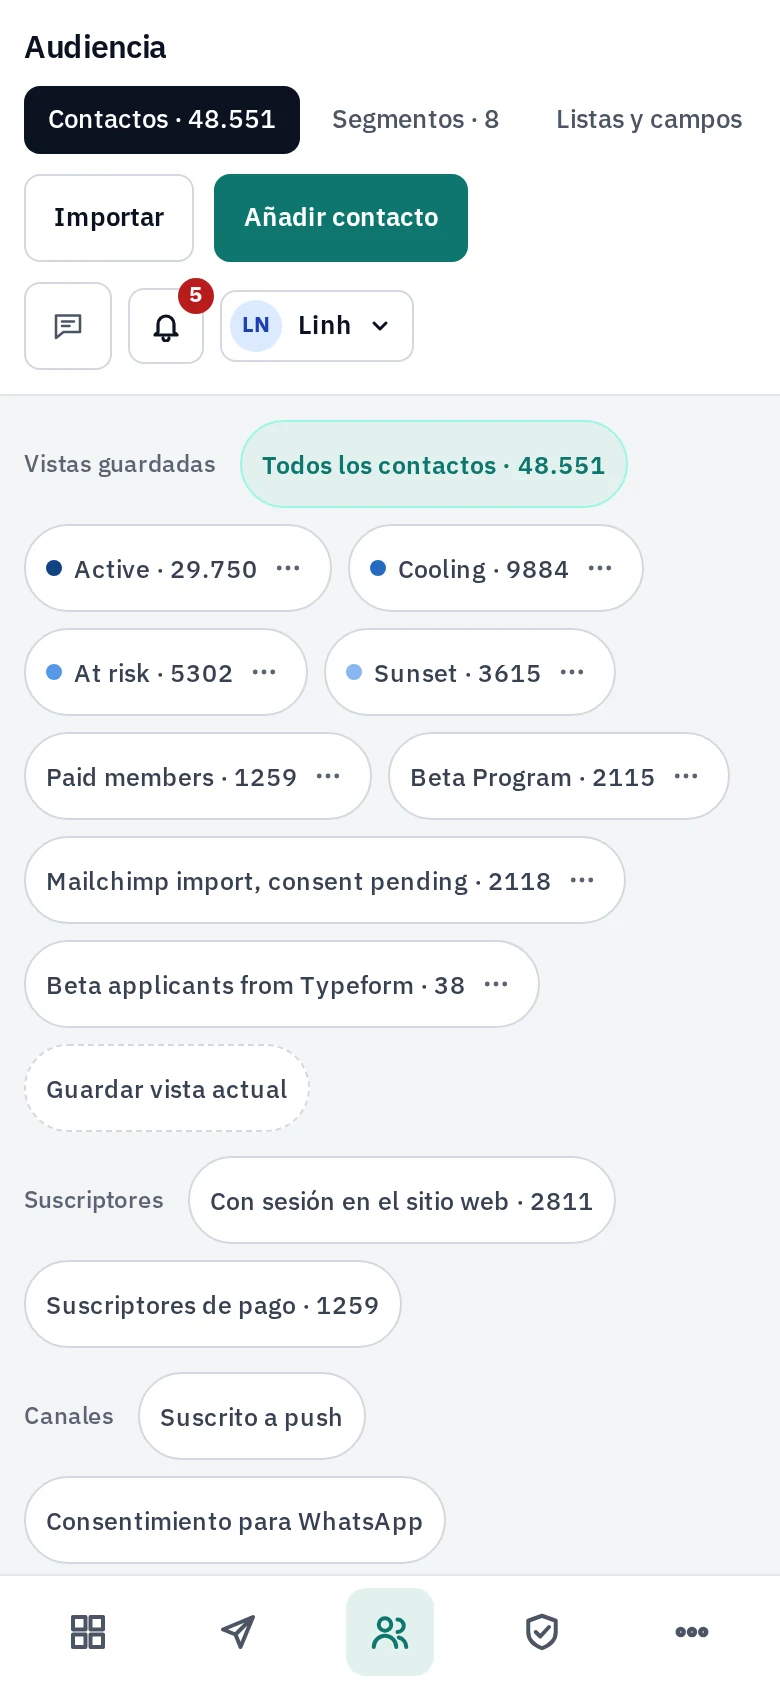 Audiencia
Contactos · 48.551
Segmentos · 8
Listas y campos
Importar
Añadir contacto
5
LN
Linh
Vistas guardadas
Todos los contactos · 48.551
Active · 29.750
Cooling · 9884
At risk · 5302
Sunset · 3615
Paid members · 1259
Beta Program · 2115
Mailchimp import, consent pending · 2118
Beta applicants from Typeform · 38
Guardar vista actual
Suscriptores
Con sesión en el sitio web · 2811
Suscriptores de pago · 1259
Canales
Suscrito a push
Consentimiento para WhatsApp